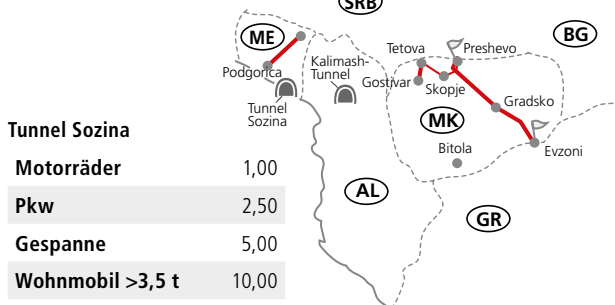 SRB
ME
BG
Tetova
Preshevo
Kalimash-
Tunnel
Podgorica
Gostivar
Skopje
Tunnel
Sozina
Gradsko
MK
Bitola
Evzoni
AL
GR
Tunnel Sozina
Motorräder 1,00
Pkw 2,50
Gespanne 5,00
Wohnmobil >3,5 t 10,00